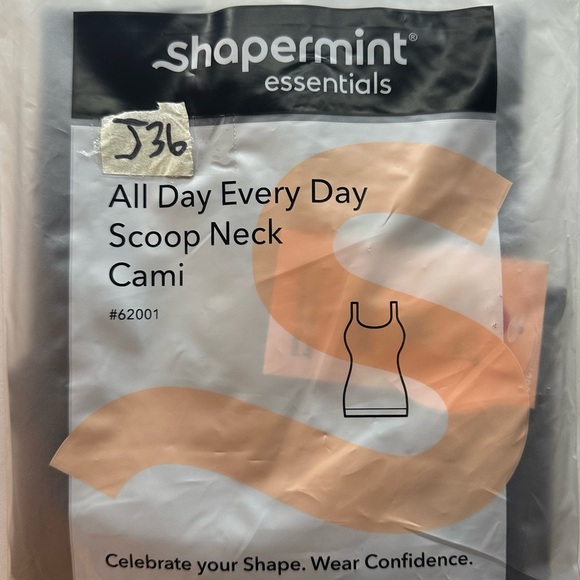 Shapermint®
essentials
J36
All Day Every Day
Scoop Neck
Cami
#62001
Celebrate your Shape. Wear Confidence.